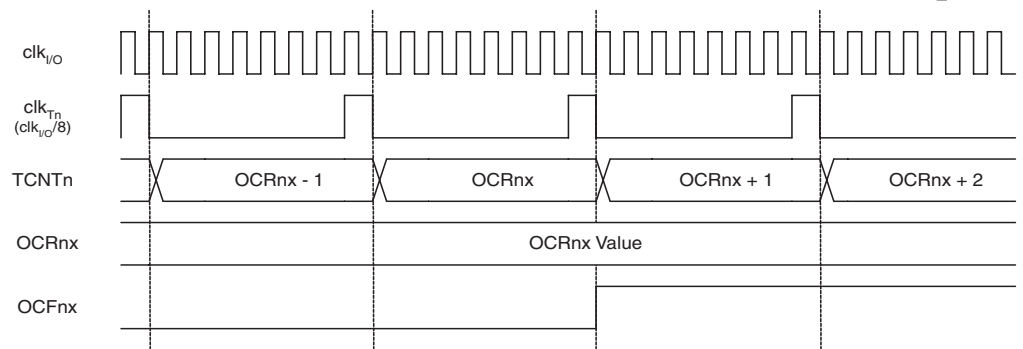 clkI/O
clkTn
(clkI/O/8)
TCNTn OCRnx - 1 OCRnx OCRnx + 1 OCRnx + 2
OCRnx OCRnx Value
OCFnx